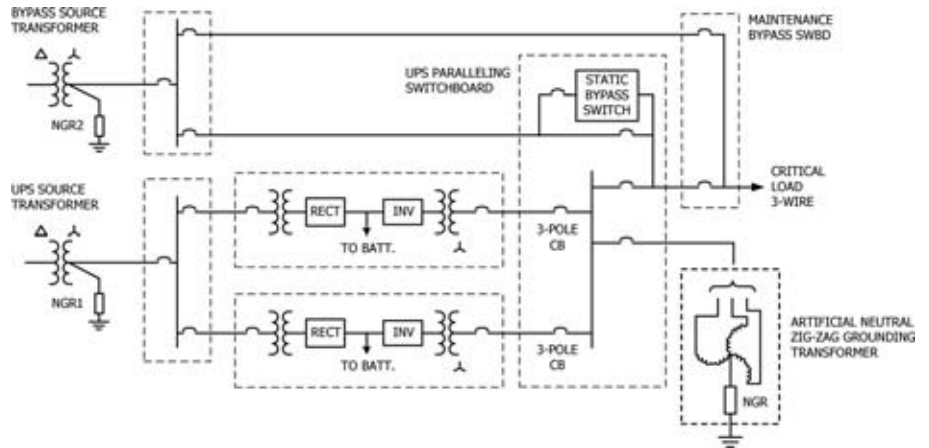 BYPASS SOURCE
TRANSFORMER
NGR2
UPS PARALLELING
SWITCHBOARD
STATIC
BYPASS
SWITCH
MAINTENANCE
BYPASS SWBD
UPS SOURCE
TRANSFORMER
NGR1
RECT
INV
TO BATT.
3-POLE
CB
CRITICAL
LOAD
3-WIRE
RECT
INV
TO BATT.
3-POLE
CB
ARTIFICIAL NEUTRAL
ZIG-ZAG GROUNDING
TRANSFORMER
NGR